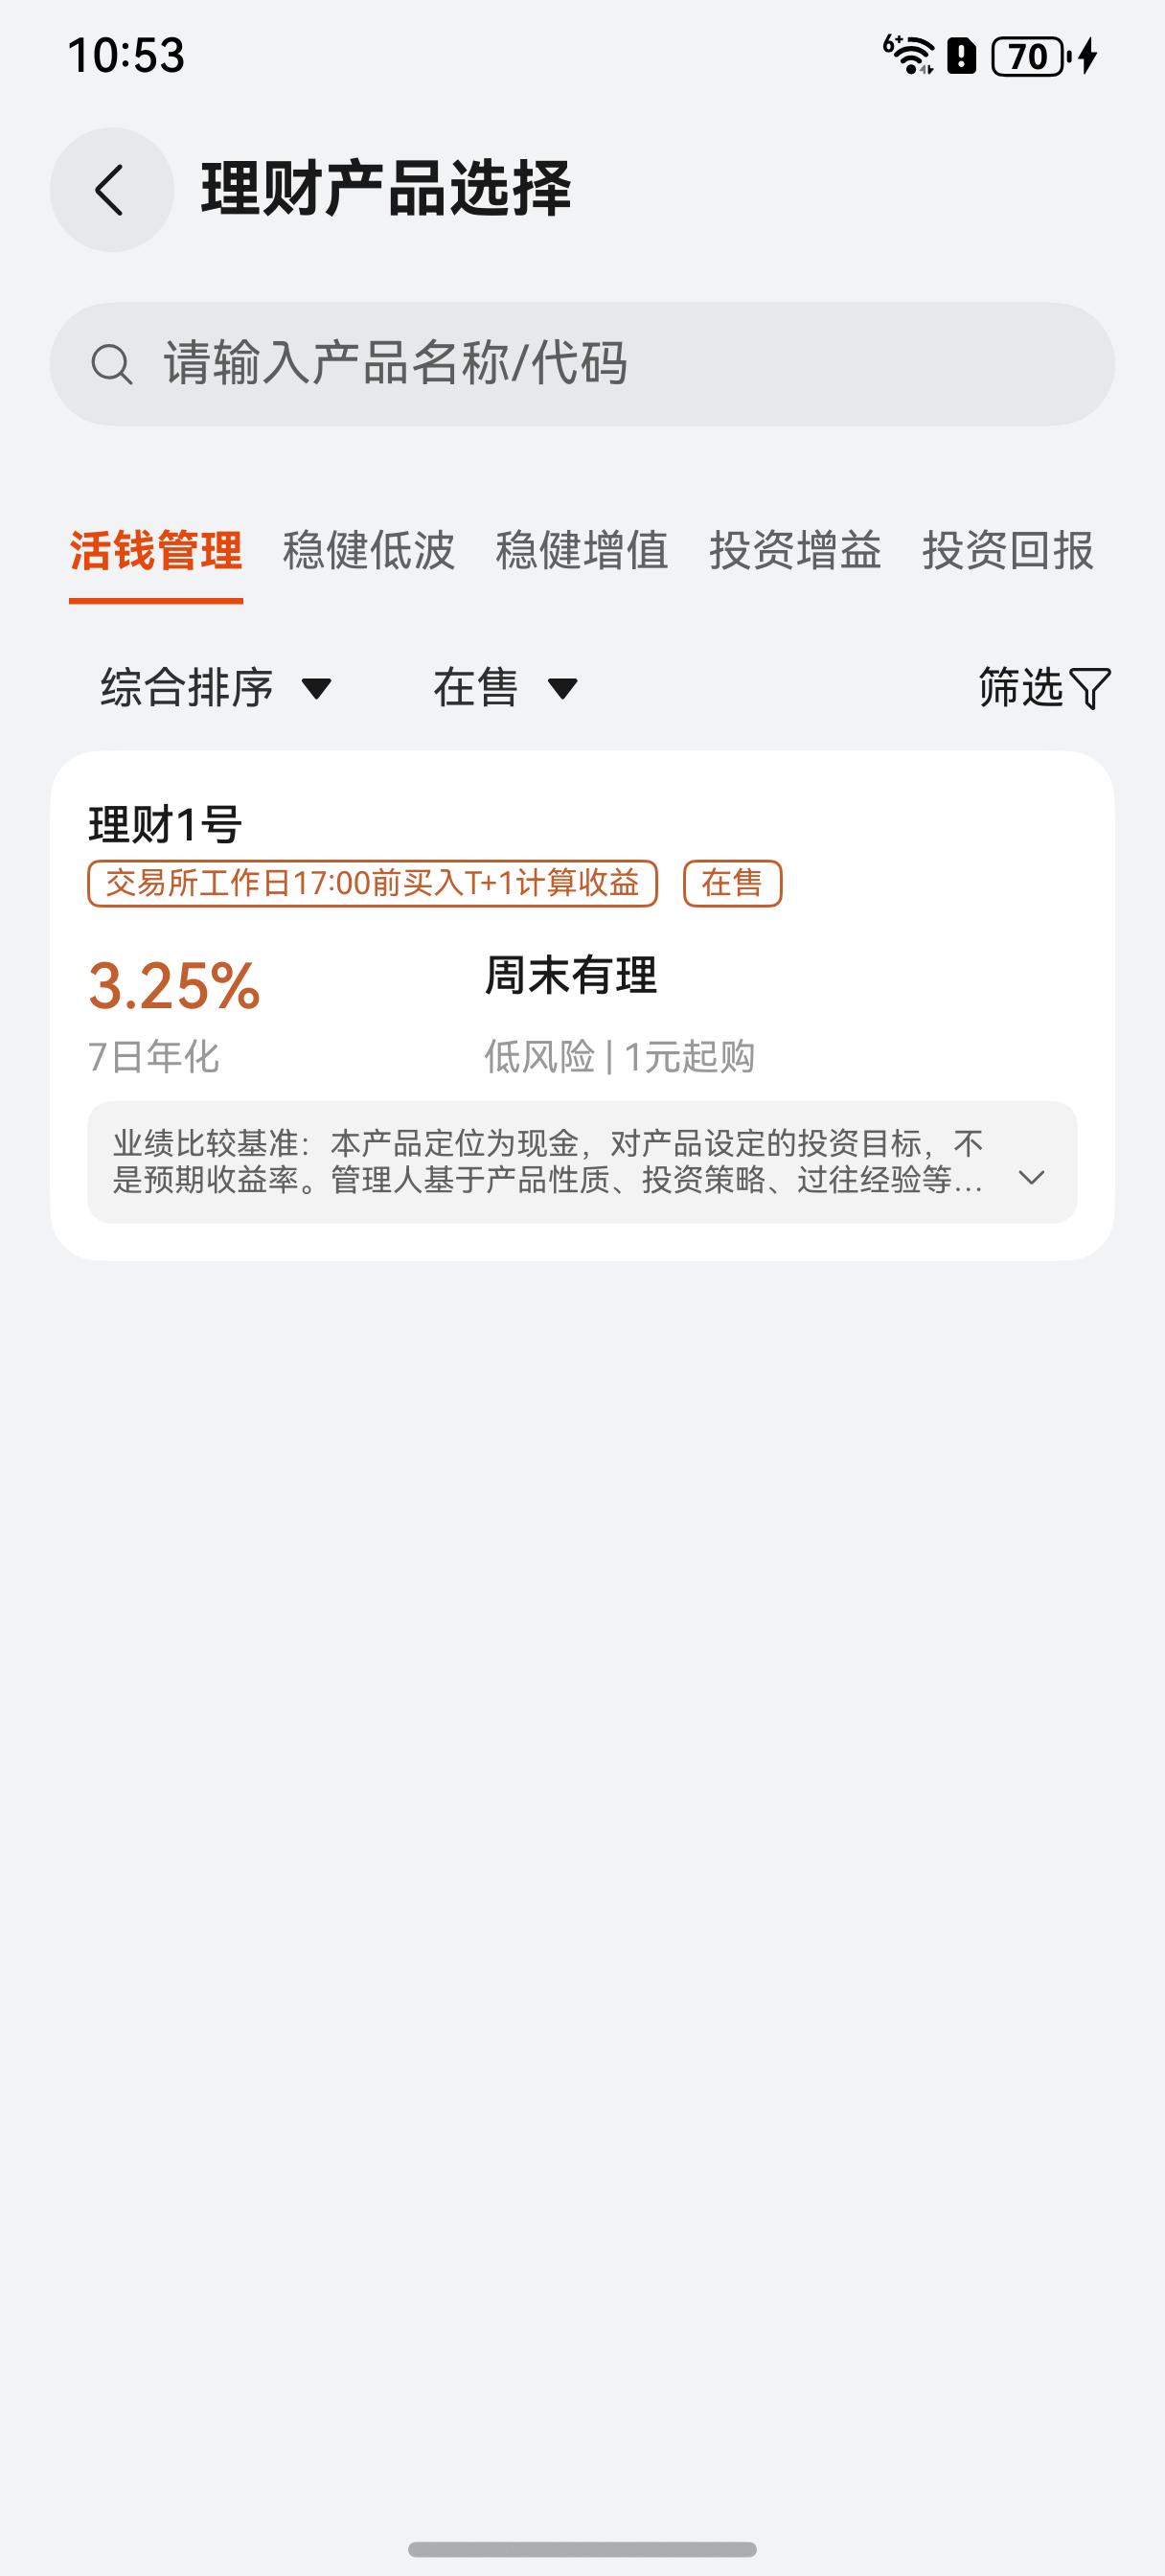 10:53
6+
70
理财产品选择
请输入产品名称/代码
活钱管理 稳健低波 稳健增值 投资增益 投资回报
综合排序 在售 筛选
理财1号
交易所工作日17:00前买入T+1计算收益 在售
3.25% 周末有理
7日年化 低风险 | 1元起购
业绩比较基准：本产品定位为现金，对产品设定的投资目标，不
是预期收益率。管理人基于产品性质、投资策略、过往经验等...